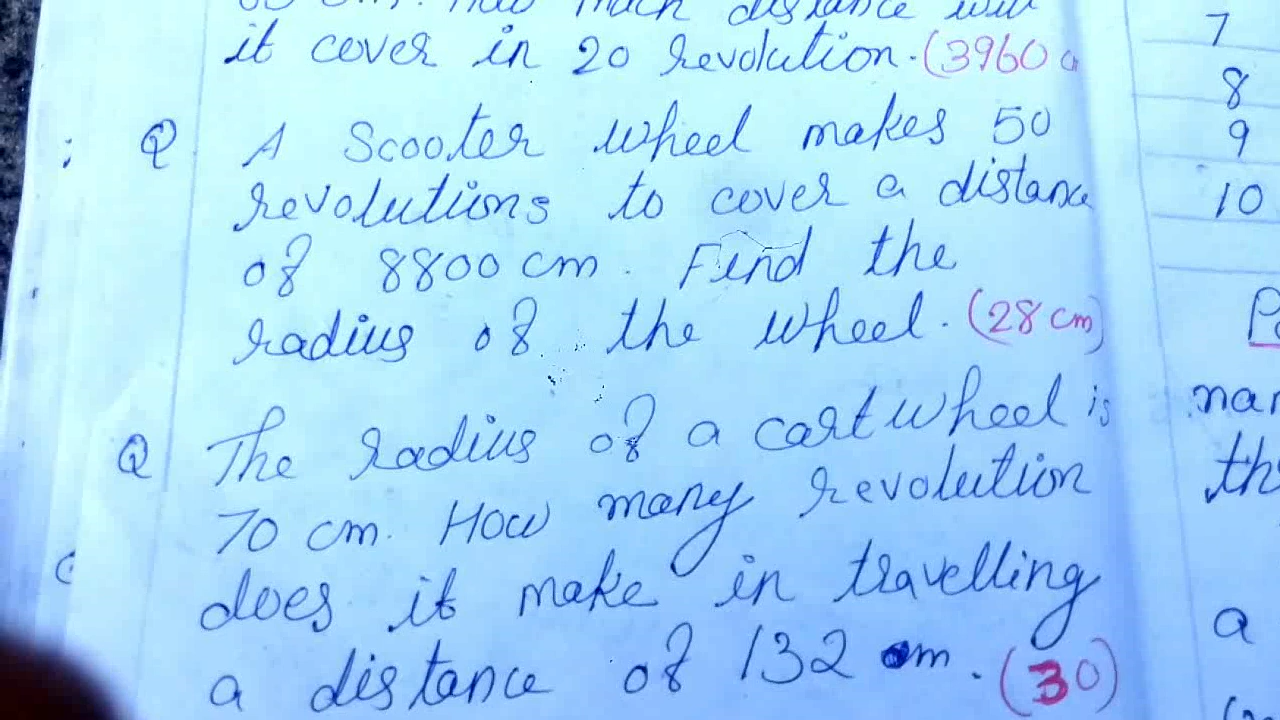 distance will
it cover in 20 revolution. (3960
Q A Scooter wheel makes 50
revolutions to cover a distance
of 8800 cm. Find the
radius of the wheel. (28 cm)
Q The radius of a cart wheel is
70 cm. How many revolution
does it make in travelling
a distance of 132 m. (30)
7
8
9
10
a